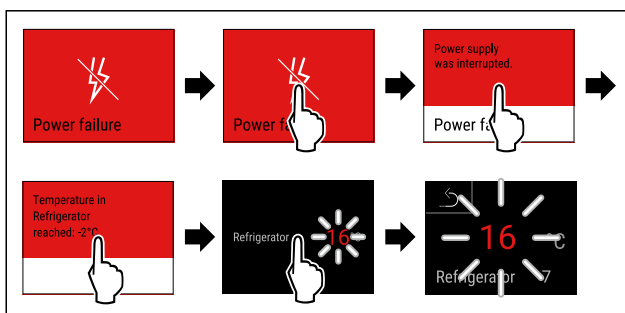 Power failure
Power fa
Power supply
was interrupted.
Power fa
Temperature in
Refrigerator
reached: -2°C
Refrigerator 16
16 °C
Refrigerator 7